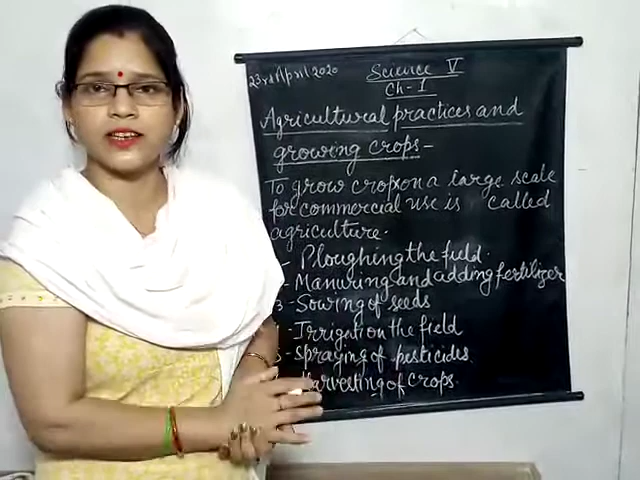 23rd April 2020
Science V
Ch-1
Agricultural practices and
growing crops-
To grow crops on a large scale
for commercial use is called
agriculture.
- Ploughing the field.
- Manuring and adding fertilizer
3-Sowing of seeds
-Irrigation the field
-Spraying of pesticides.
harvesting of crops